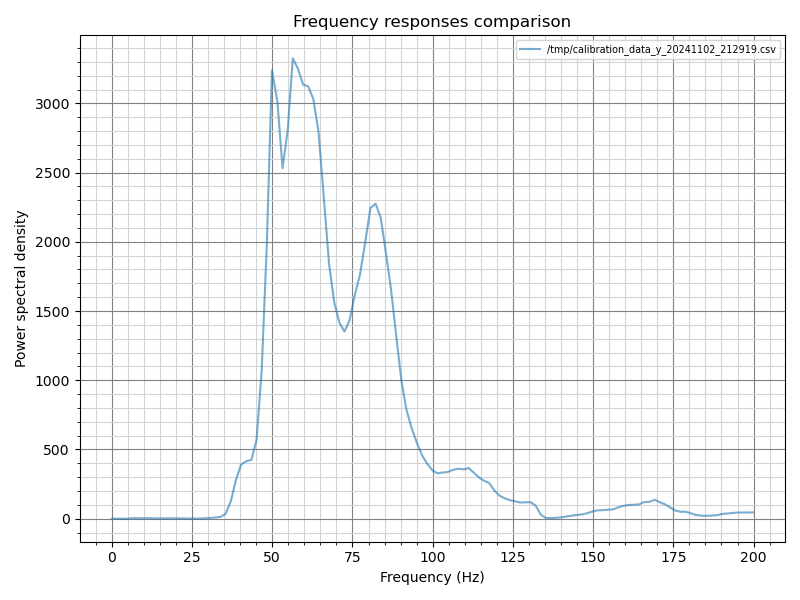 Frequency responses comparison
/tmp/calibration_data_y_20241102_212919.csv
Power spectral density
3000
2500
2000
1500
1000
500
0
0 25 50 75 100 125 150 175 200
Frequency (Hz)